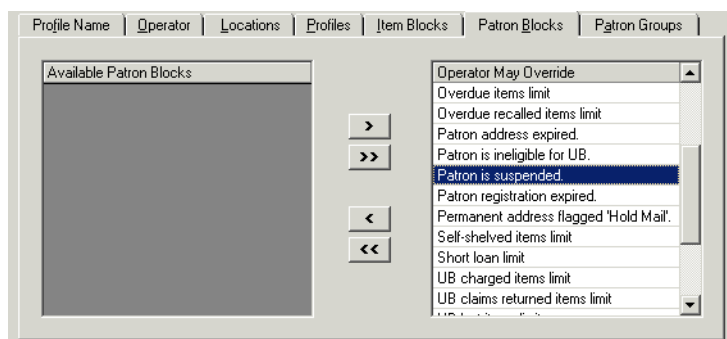 Profile Name Operator Locations Profiles Item Blocks Patron Blocks Patron Groups
Available Patron Blocks
>
>>
<
<<
Operator May Override
Overdue items limit
Overdue recalled items limit
Patron address expired.
Patron is ineligible for UB.
Patron is suspended.
Patron registration expired.
Permanent address flagged 'Hold Mail'.
Self-shelved items limit
Short loan limit
UB charged items limit
UB claims returned items limit